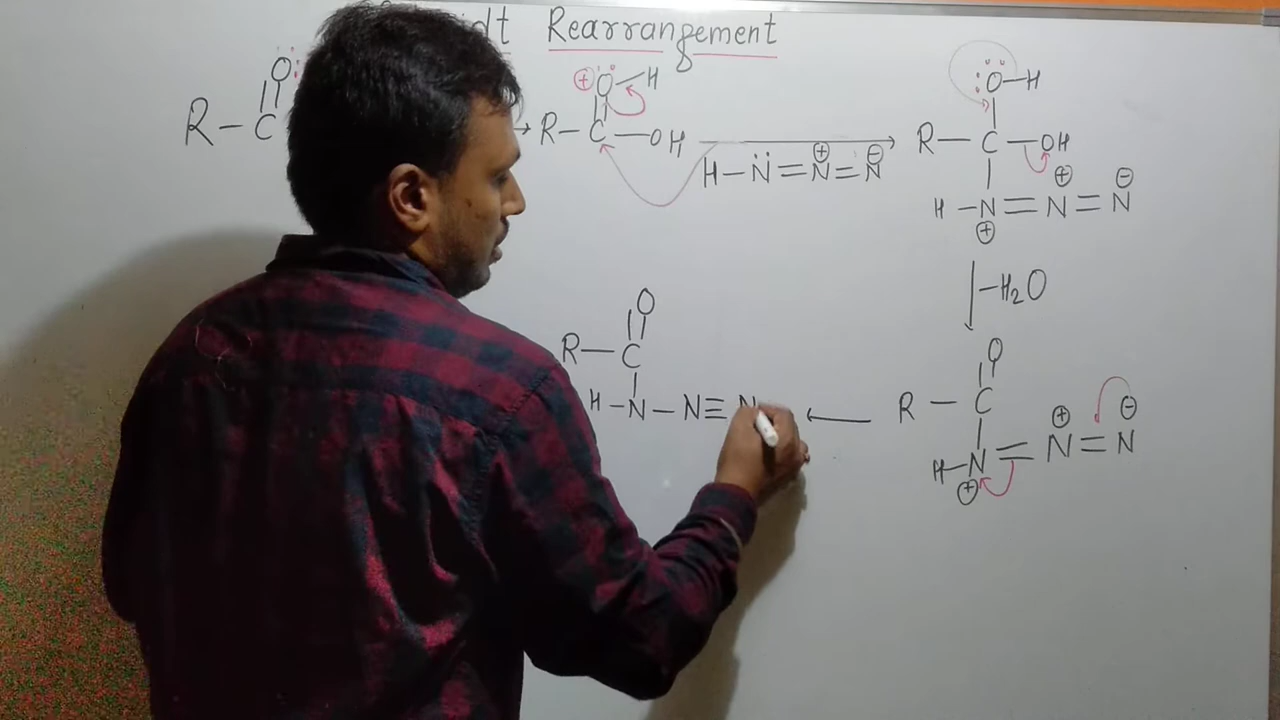 Rearrangement
O
R – C
⊕ O H
R – C – OH
H – N = N = N
⊕ ⊖
O – H
R – C – OH
H – N = N = N
⊕ ⊕ ⊖
–H2O
O
R – C
H – N – N ≡ N
O
R – C
H – N = N = N
⊕ ⊕ ⊖